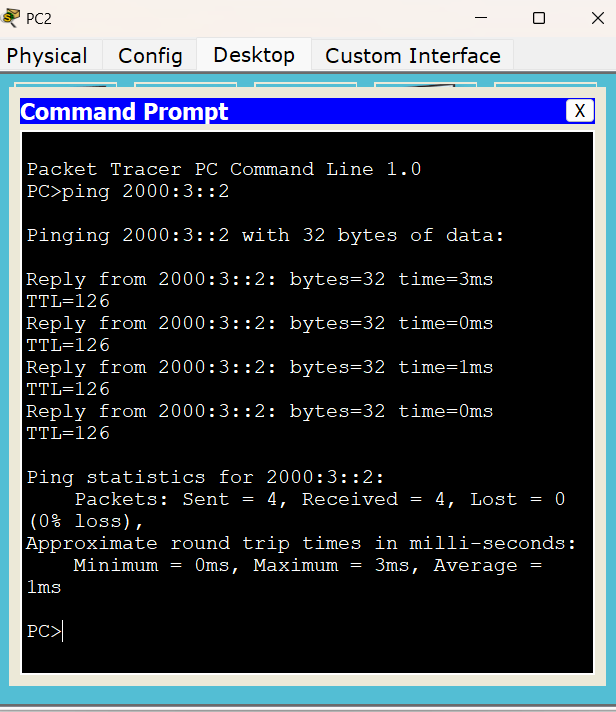 PC2
Physical Config Desktop Custom Interface
Command Prompt X
Packet Tracer PC Command Line 1.0
PC>ping 2000:3::2
Pinging 2000:3::2 with 32 bytes of data:
Reply from 2000:3::2: bytes=32 time=3ms
TTL=126
Reply from 2000:3::2: bytes=32 time=0ms
TTL=126
Reply from 2000:3::2: bytes=32 time=1ms
TTL=126
Reply from 2000:3::2: bytes=32 time=0ms
TTL=126
Ping statistics for 2000:3::2:
Packets: Sent = 4, Received = 4, Lost = 0
(0% loss),
Approximate round trip times in milli-seconds:
Minimum = 0ms, Maximum = 3ms, Average =
1ms
PC>